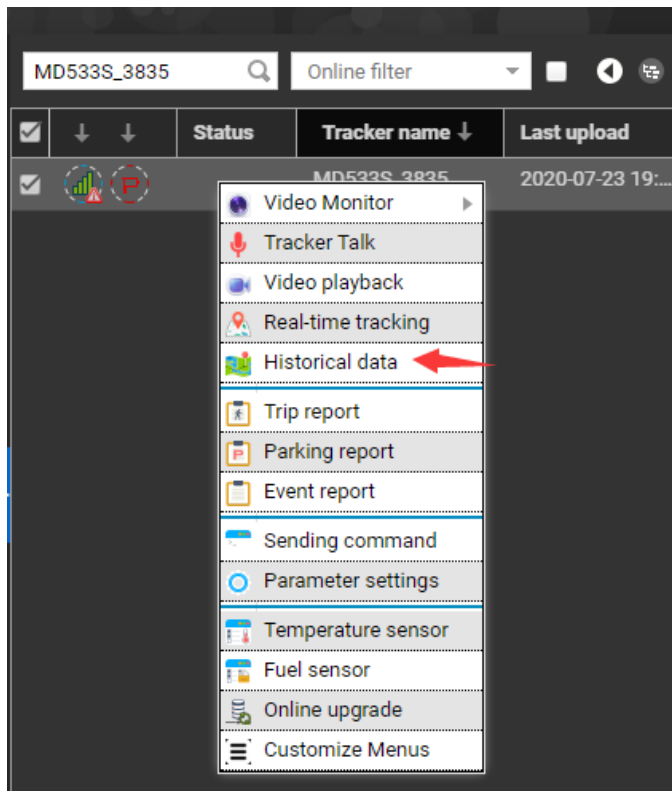 MD533S_3835
Online filter
Status
Tracker name
Last upload
MD533S_3835
2020-07-23 19:...
Video Monitor
Tracker Talk
Video playback
Real-time tracking
Historical data
Trip report
Parking report
Event report
Sending command
Parameter settings
Temperature sensor
Fuel sensor
Online upgrade
Customize Menus